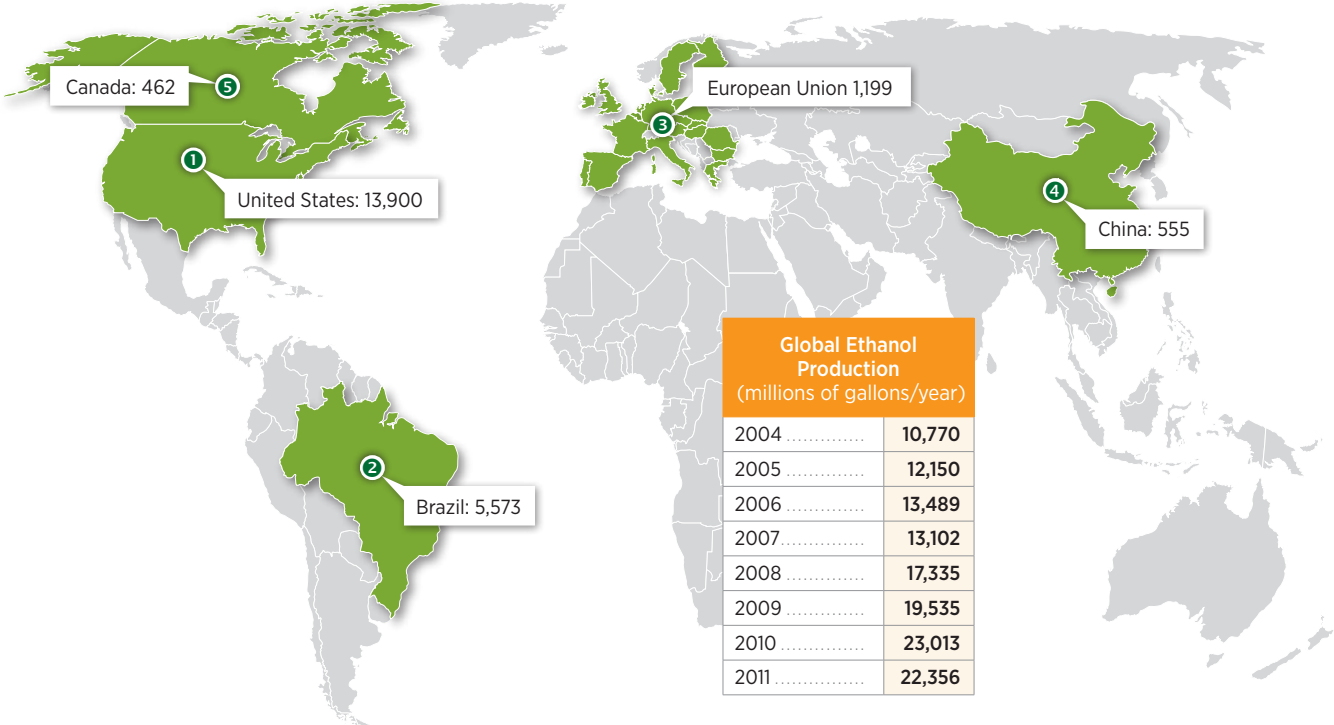 Canada: 462
5
European Union 1,199
3
1
United States: 13,900
4
China: 555
2
Brazil: 5,573
Global Ethanol
Production
(millions of gallons/year)
2004 .............. 10,770
2005 .............. 12,150
2006 .............. 13,489
2007............... 13,102
2008 .............. 17,335
2009 .............. 19,535
2010 ............... 23,013
2011 ................ 22,356